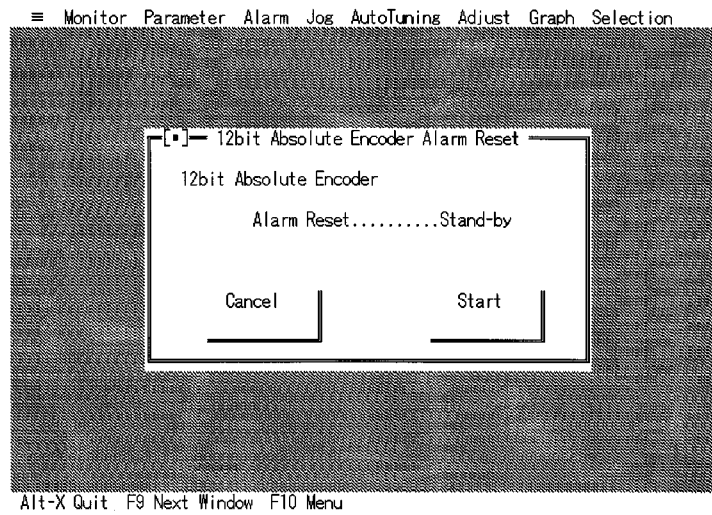 ≡ Monitor Parameter Alarm Jog AutoTuning Adjust Graph Selection
[▪] 12bit Absolute Encoder Alarm Reset
12bit Absolute Encoder
Alarm Reset..........Stand-by
Cancel Start
Alt-X Quit F9 Next Window F10 Menu